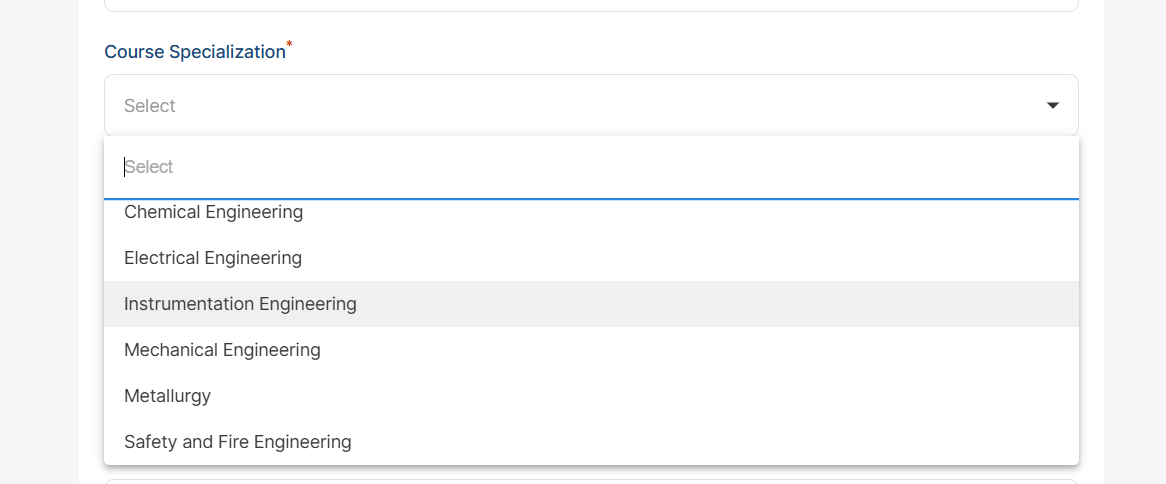 Course Specialization*
Select
Select
Chemical Engineering
Electrical Engineering
Instrumentation Engineering
Mechanical Engineering
Metallurgy
Safety and Fire Engineering